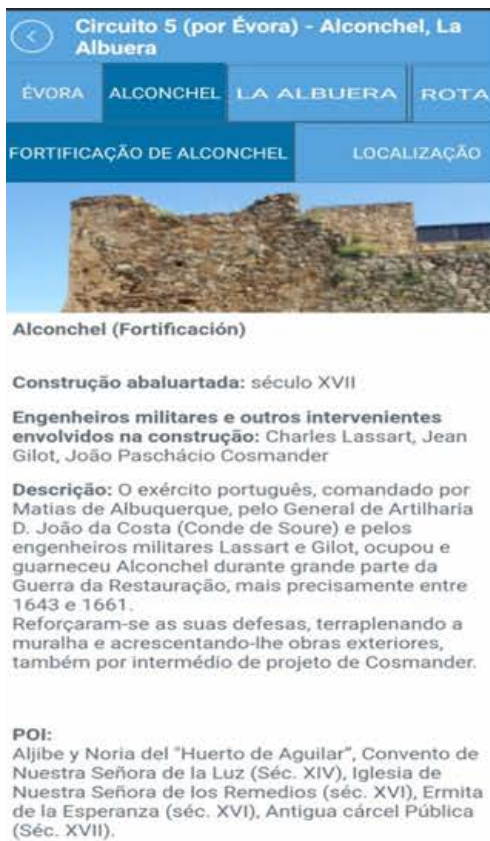 Circuito 5 (por Évora) - Alconchel, La
Albuera
ÉVORA ALCONCHEL LA ALBUERA ROTA
FORTIFICAÇÃO DE ALCONCHEL LOCALIZAÇÃO
Alconchel (Fortificación)
Construção abaluartada: século XVII
Engenheiros militares e outros intervenientes
envolvidos na construção: Charles Lassart, Jean
Gilot, João Paschácio Cosmander
Descrição: O exército português, comandado por
Matias de Albuquerque, pelo General de Artilharia
D. João da Costa (Conde de Soure) e pelos
engenheiros militares Lassart e Gilot, ocupou e
guarneceu Alconchel durante grande parte da
Guerra da Restauração, mais precisamente entre
1643 e 1661.
Reforçaram-se as suas defesas, terraplenando a
muralha e acrescentando-lhe obras exteriores,
também por intermédio de projeto de Cosmander.
POI:
Aljibe y Noria del "Huerto de Aguilar", Convento de
Nuestra Señora de la Luz (Séc. XIV), Iglesia de
Nuestra Señora de los Remedios (séc. XVI), Ermita
de la Esperanza (séc. XVI), Antigua cárcel Pública
(Séc. XVII).